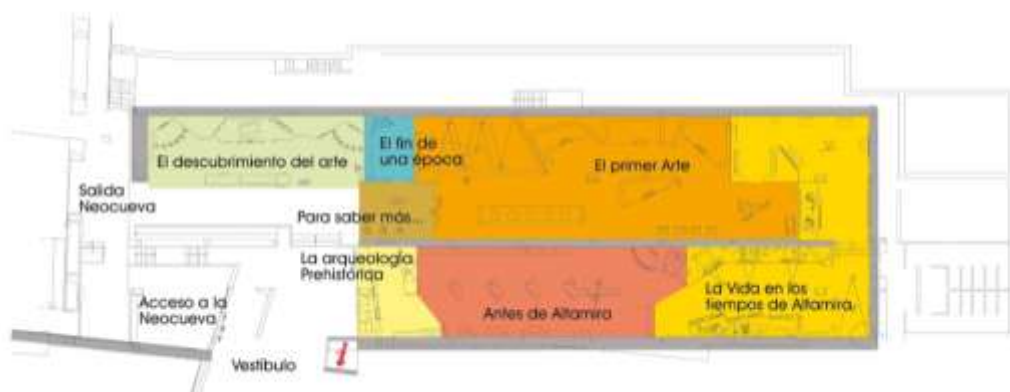 El descubrimiento del arte
El fin de
una época
El primer Arte
Salida
Neocueva
Para saber más...
La arqueología
Prehistórica
Acceso a la
Neocueva
Antes de Altamira
La Vida en los
tiempos de Altamira
Vestíbulo
i